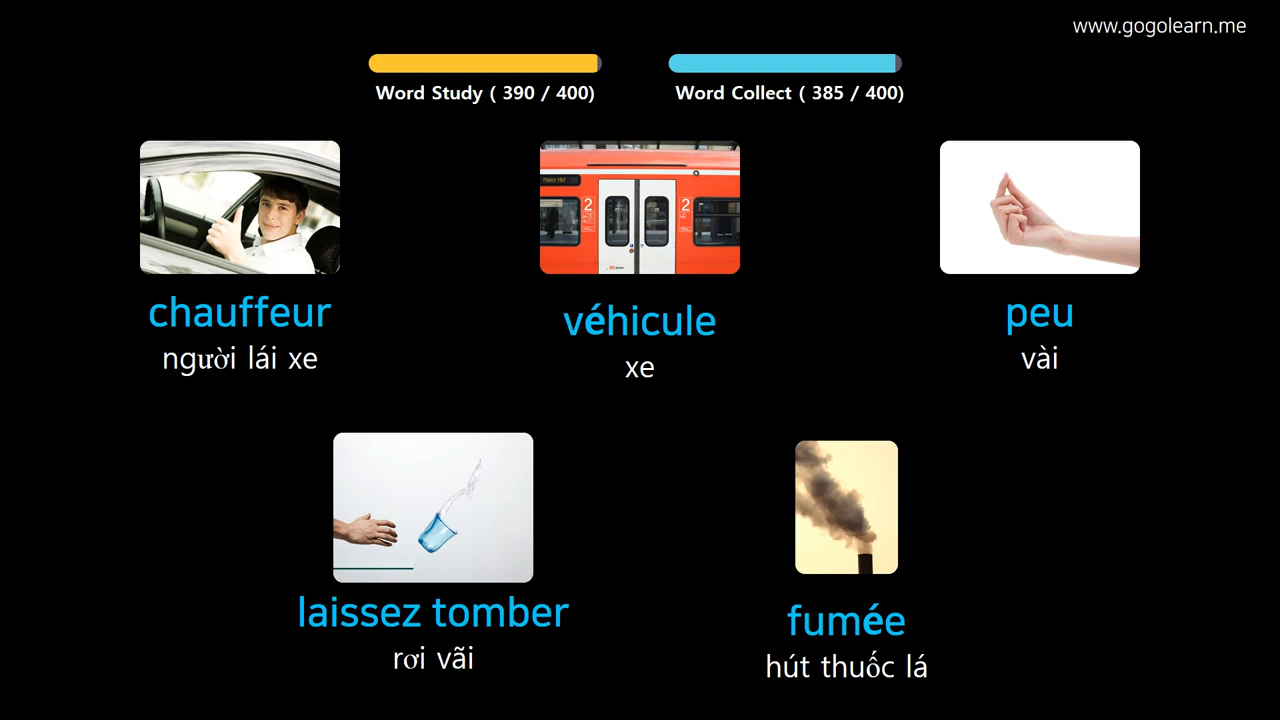 www.gogolearn.me
Word Study ( 390 / 400)
Word Collect ( 385 / 400)
chauffeur
người lái xe
véhicule
xe
peu
vài
laissez tomber
rơi vãi
fumée
hút thuốc lá